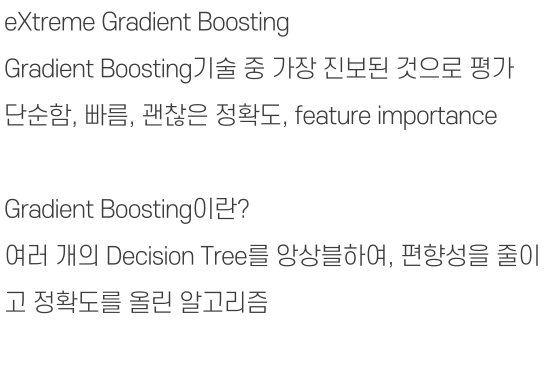 eXtreme Gradient Boosting
Gradient Boosting기술 중 가장 진보된 것으로 평가
단순함, 빠름, 괜찮은 정확도, feature importance
Gradient Boosting이란?
여러 개의 Decision Tree를 앙상블하여, 편향성을 줄이
고 정확도를 올린 알고리즘